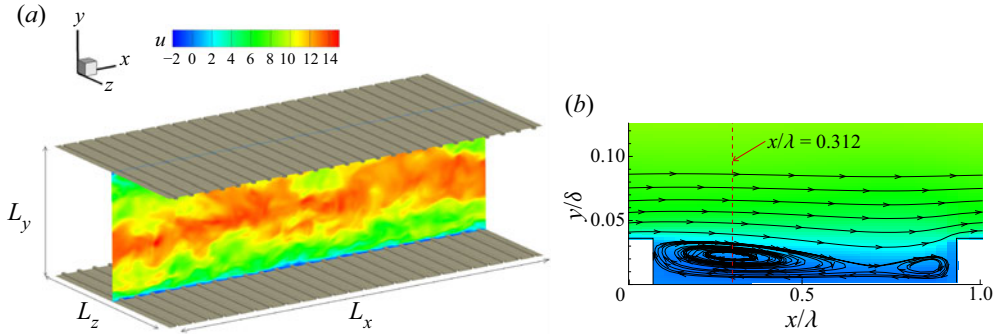 (a)
y
x
z
u
−2 0 2 4 6 8 10 12 14
L_y
L_z
L_x
(b)
x/λ = 0.312
0.10
y/δ
0.05
0 0.5 1.0
x/λ